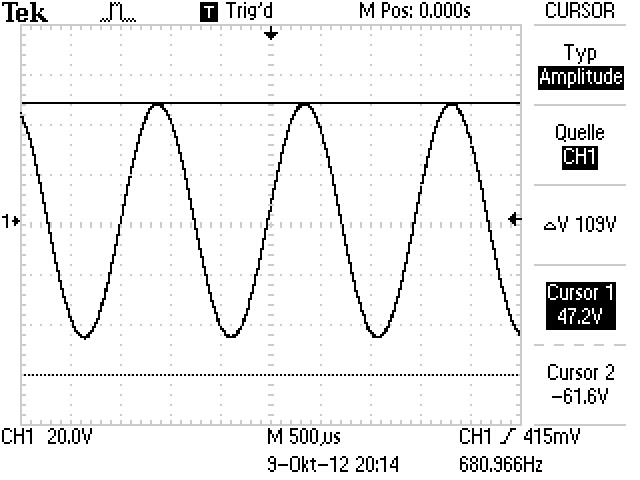 Tek T Trig'd M Pos: 0.000s CURSOR
Typ
Amplitude
Quelle
CH1
1
△V 109V
Cursor 1
47.2V
Cursor 2
-61.6V
CH1 20.0V M 500µs CH1 415mV
9-Okt-12 20:14 680.966Hz